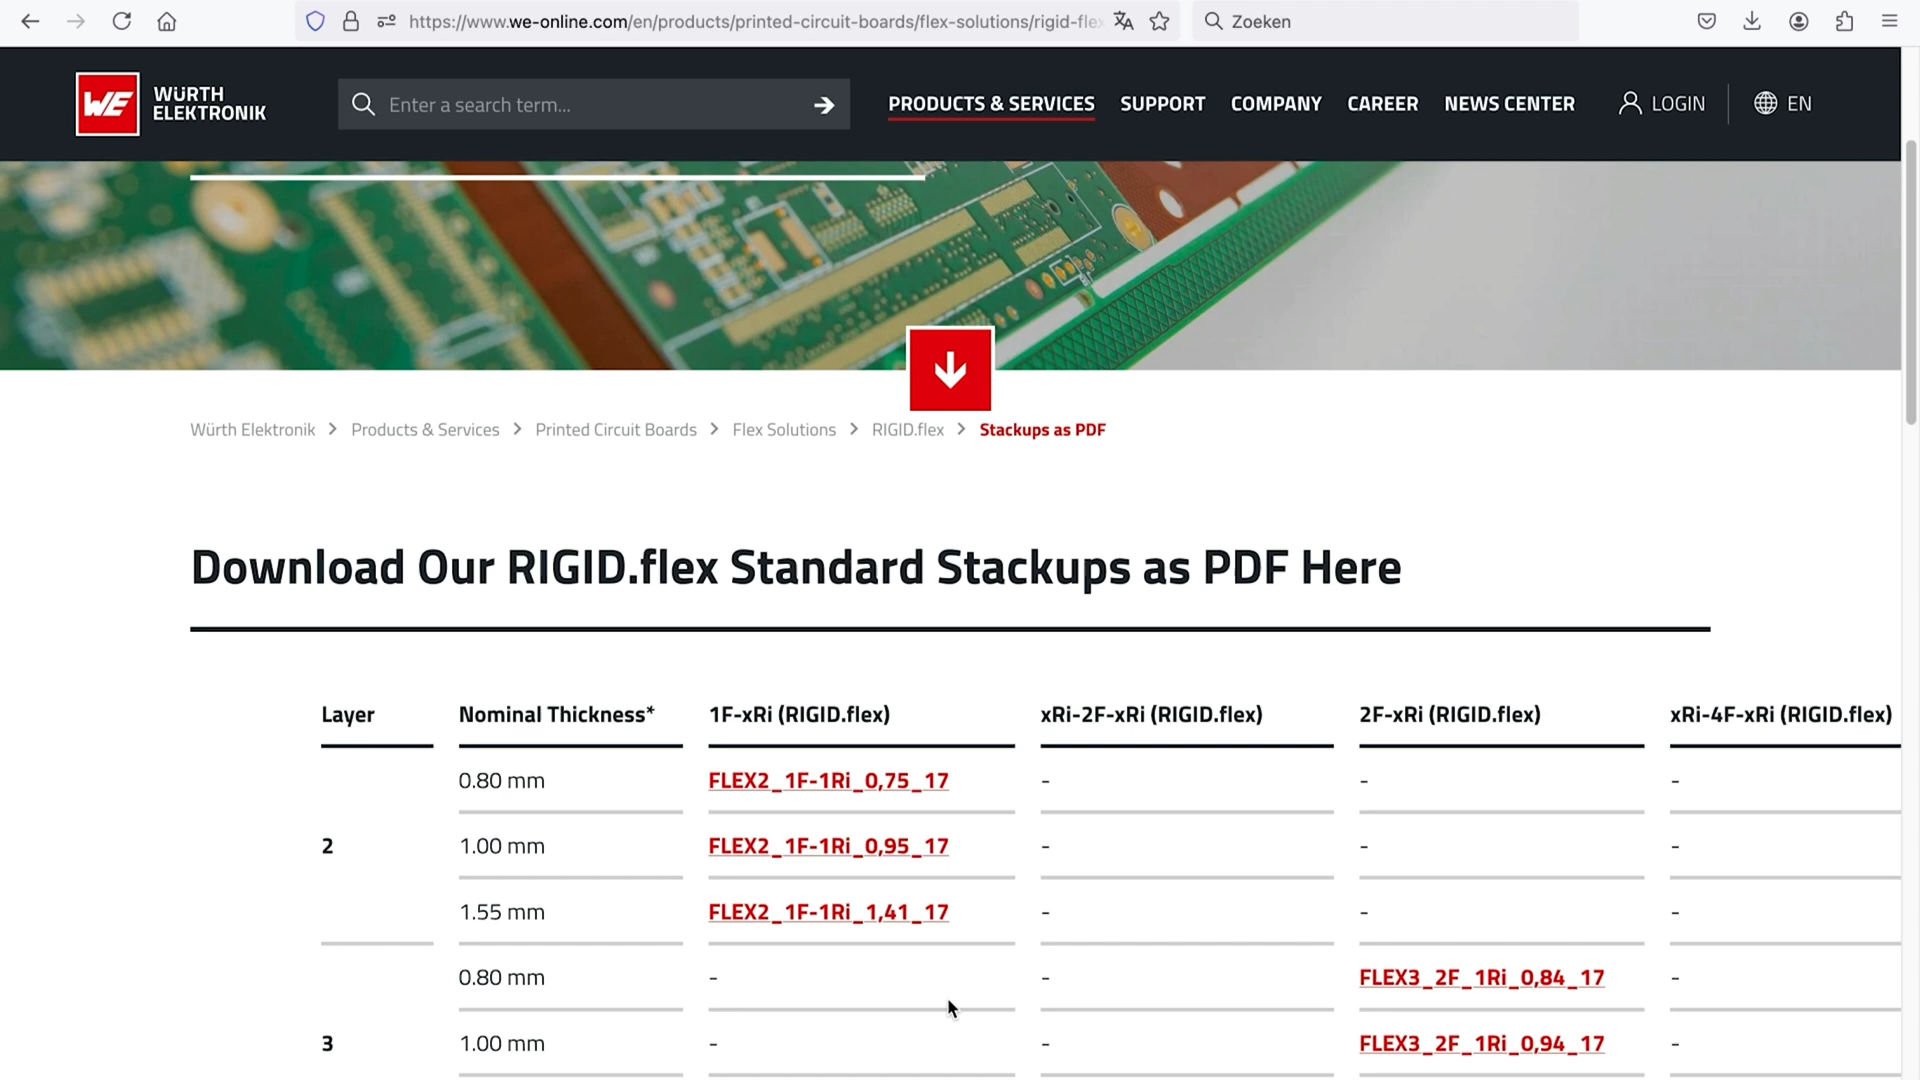 https://www.we-online.com/en/products/printed-circuit-boards/flex-solutions/rigid-flex
Zoeken
WE
WÜRTH
ELEKTRONIK
Enter a search term...
PRODUCTS & SERVICES
SUPPORT
COMPANY
CAREER
NEWS CENTER
LOGIN
EN
Würth Elektronik > Products & Services > Printed Circuit Boards > Flex Solutions > RIGID.flex > Stackups as PDF
Download Our RIGID.flex Standard Stackups as PDF Here
Layer Nominal Thickness* 1F-xRi (RIGID.flex) xRi-2F-xRi (RIGID.flex) 2F-xRi (RIGID.flex) xRi-4F-xRi (RIGID.flex)
0.80 mm FLEX2_1F-1Ri_0,75_17 - - -
2 1.00 mm FLEX2_1F-1Ri_0,95_17 - - -
1.55 mm FLEX2_1F-1Ri_1,41_17 - - -
0.80 mm - - FLEX3_2F_1Ri_0,84_17 -
3 1.00 mm - - FLEX3_2F_1Ri_0,94_17 -